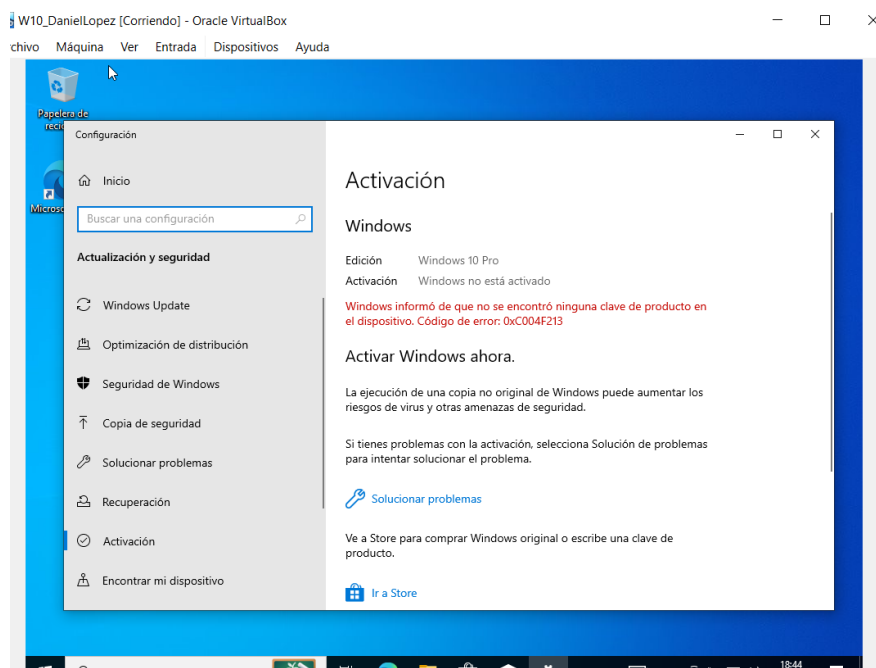 W10_DanielLopez [Corriendo] - Oracle VirtualBox
rchivo Máquina Ver Entrada Dispositivos Ayuda
Papelera de
reci
Microso
Configuración
Inicio
Buscar una configuración
Actualización y seguridad
Windows Update
Optimización de distribución
Seguridad de Windows
Copia de seguridad
Solucionar problemas
Recuperación
Activación
Encontrar mi dispositivo
Activación
Windows
Edición Windows 10 Pro
Activación Windows no está activado
Windows informó de que no se encontró ninguna clave de producto en
el dispositivo. Código de error: 0xC004F213
Activar Windows ahora.
La ejecución de una copia no original de Windows puede aumentar los
riesgos de virus y otras amenazas de seguridad.
Si tienes problemas con la activación, selecciona Solución de problemas
para intentar solucionar el problema.
Solucionar problemas
Ve a Store para comprar Windows original o escribe una clave de
producto.
Ir a Store
18:44